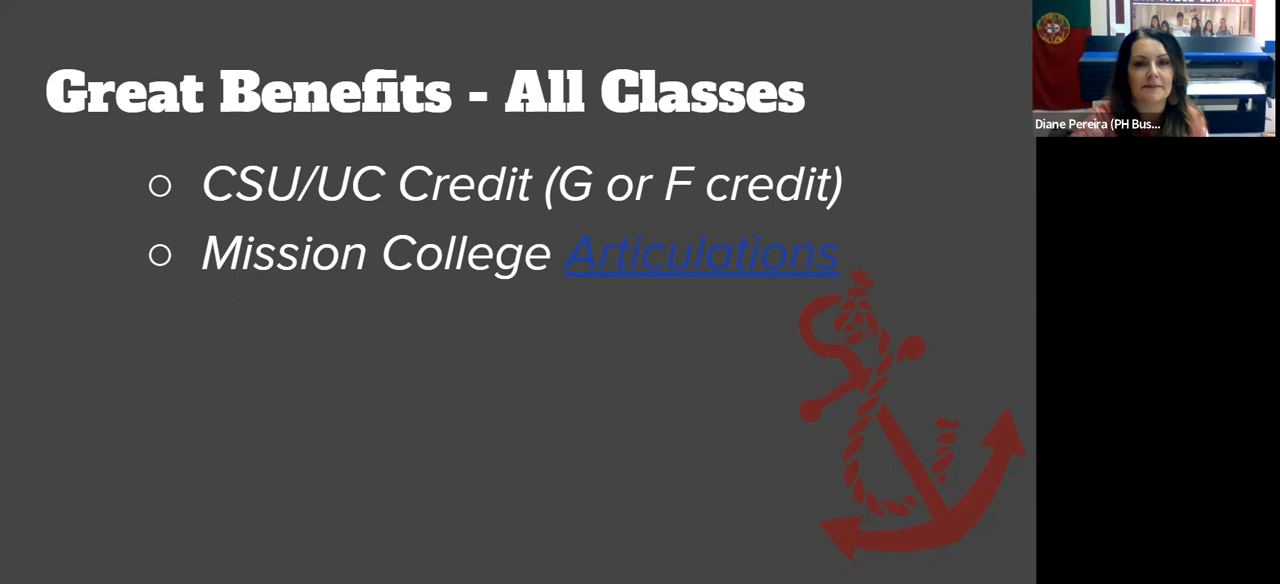 Great Benefits - All Classes
○ CSU/UC Credit (G or F credit)
○ Mission College Articulations
Diane Pereira (PH Bus...